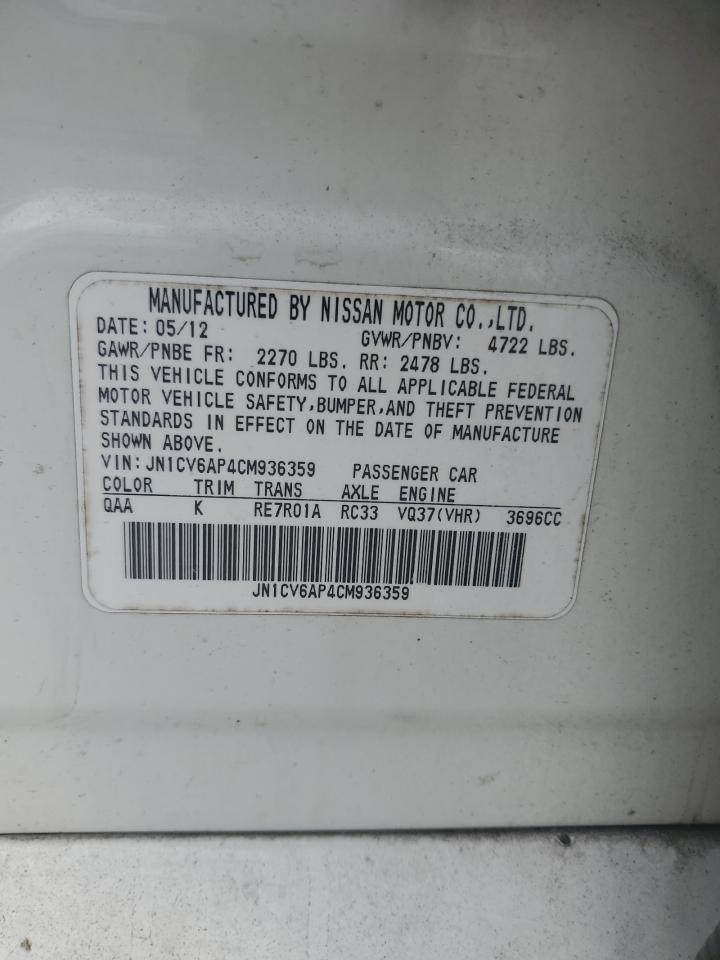 MANUFACTURED BY NISSAN MOTOR CO.,LTD.
DATE: 05/12 GVWR/PNBV: 4722 LBS.
GAWR/PNBE FR: 2270 LBS. RR: 2478 LBS.
THIS VEHICLE CONFORMS TO ALL APPLICABLE FEDERAL
MOTOR VEHICLE SAFETY,BUMPER,AND THEFT PREVENTION
STANDARDS IN EFFECT ON THE DATE OF MANUFACTURE
SHOWN ABOVE.
VIN:JN1CV6AP4CM936359 PASSENGER CAR
COLOR TRIM TRANS AXLE ENGINE
QAA K RE7R01A RC33 VQ37(VHR) 3696CC
JN1CV6AP4CM936359